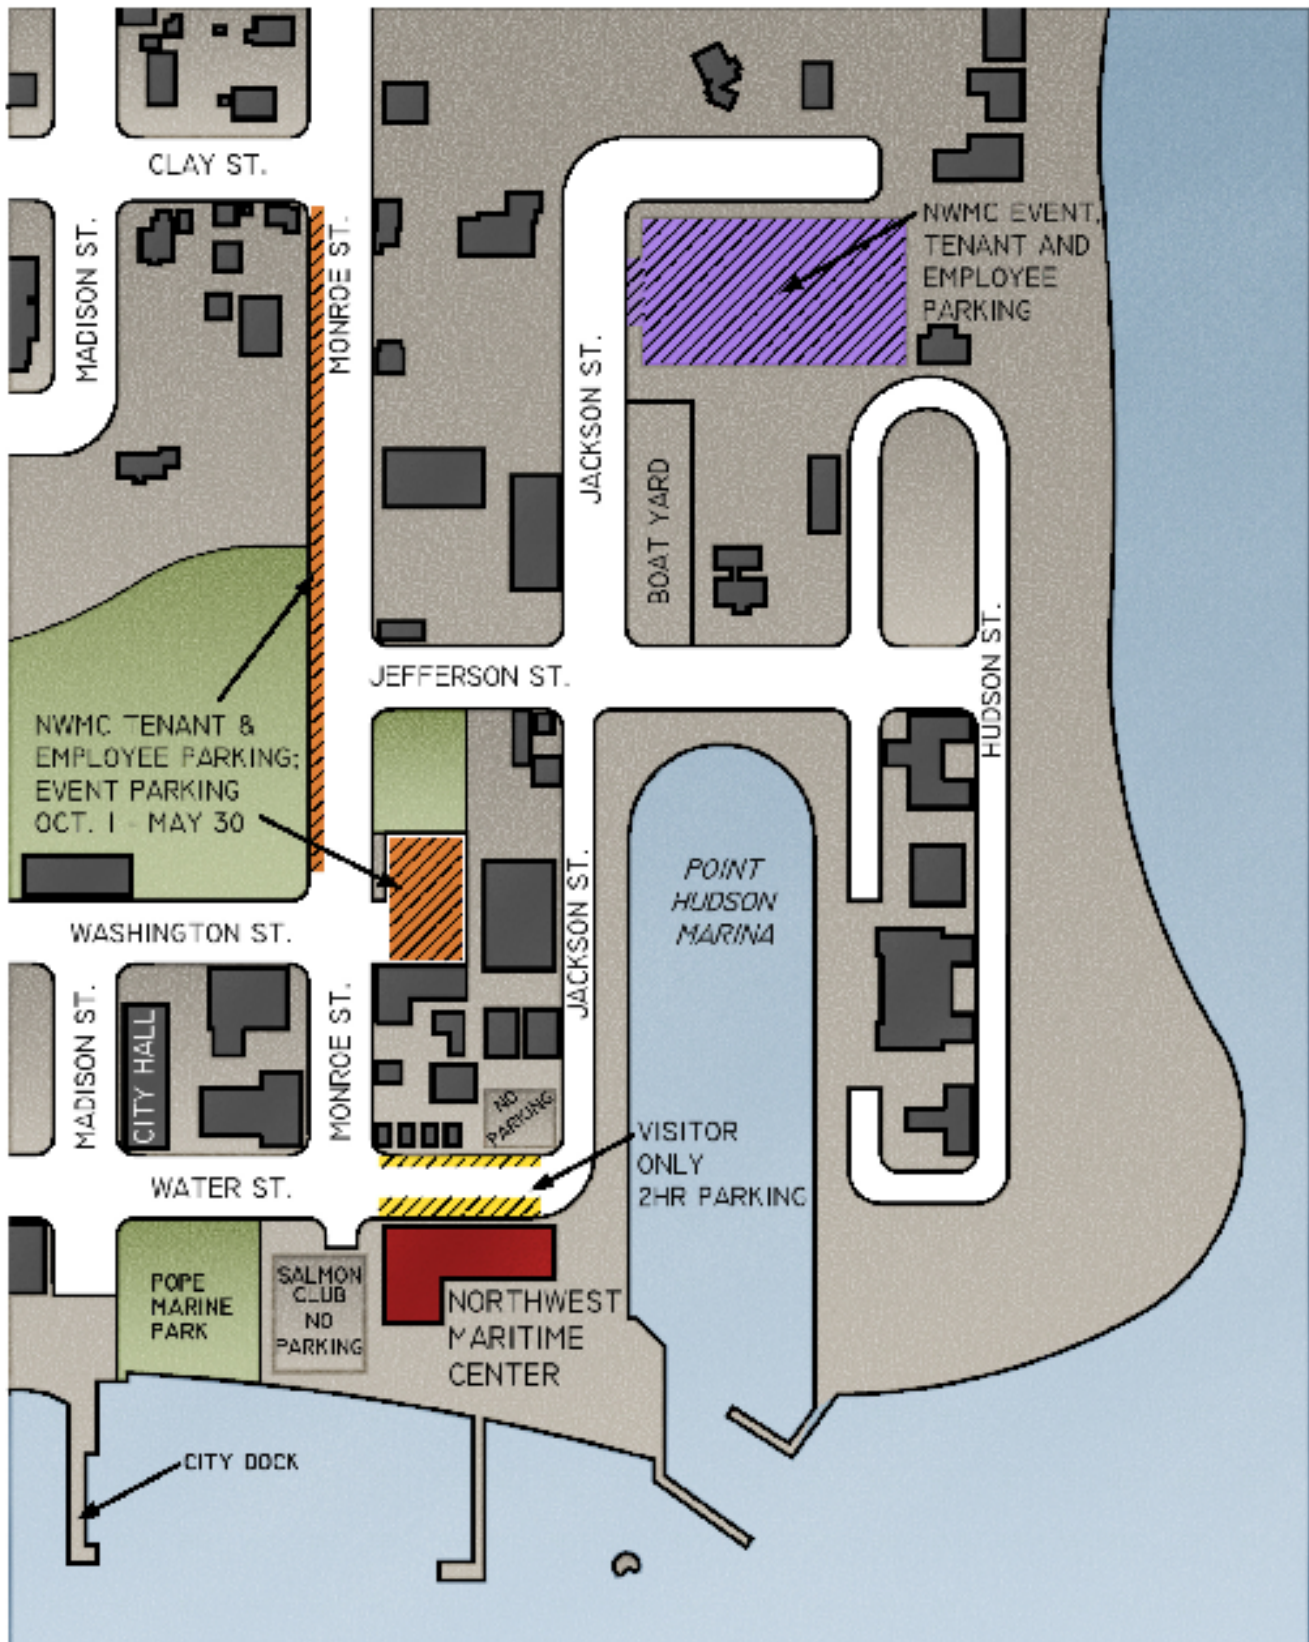 CLAY ST.
MADISON ST.
MONROE ST.
NWMC EVENT,
TENANT AND
EMPLOYEE
PARKING
JACKSON ST.
BOAT YARD
HUDSON ST.
JEFFERSON ST.
NWMC TENANT &
EMPLOYEE PARKING;
EVENT PARKING
OCT. 1 - MAY 30
POINT
HUDSON
MARINA
WASHINGTON ST.
JACKSON ST.
MADISON ST.
CITY HALL
MONROE ST.
NO
PARKING
VISITOR
ONLY
2HR PARKING
WATER ST.
POPE
MARINE
PARK
SALMON
CLUB
NO
PARKING
NORTHWEST
MARITIME
CENTER
CITY DOCK